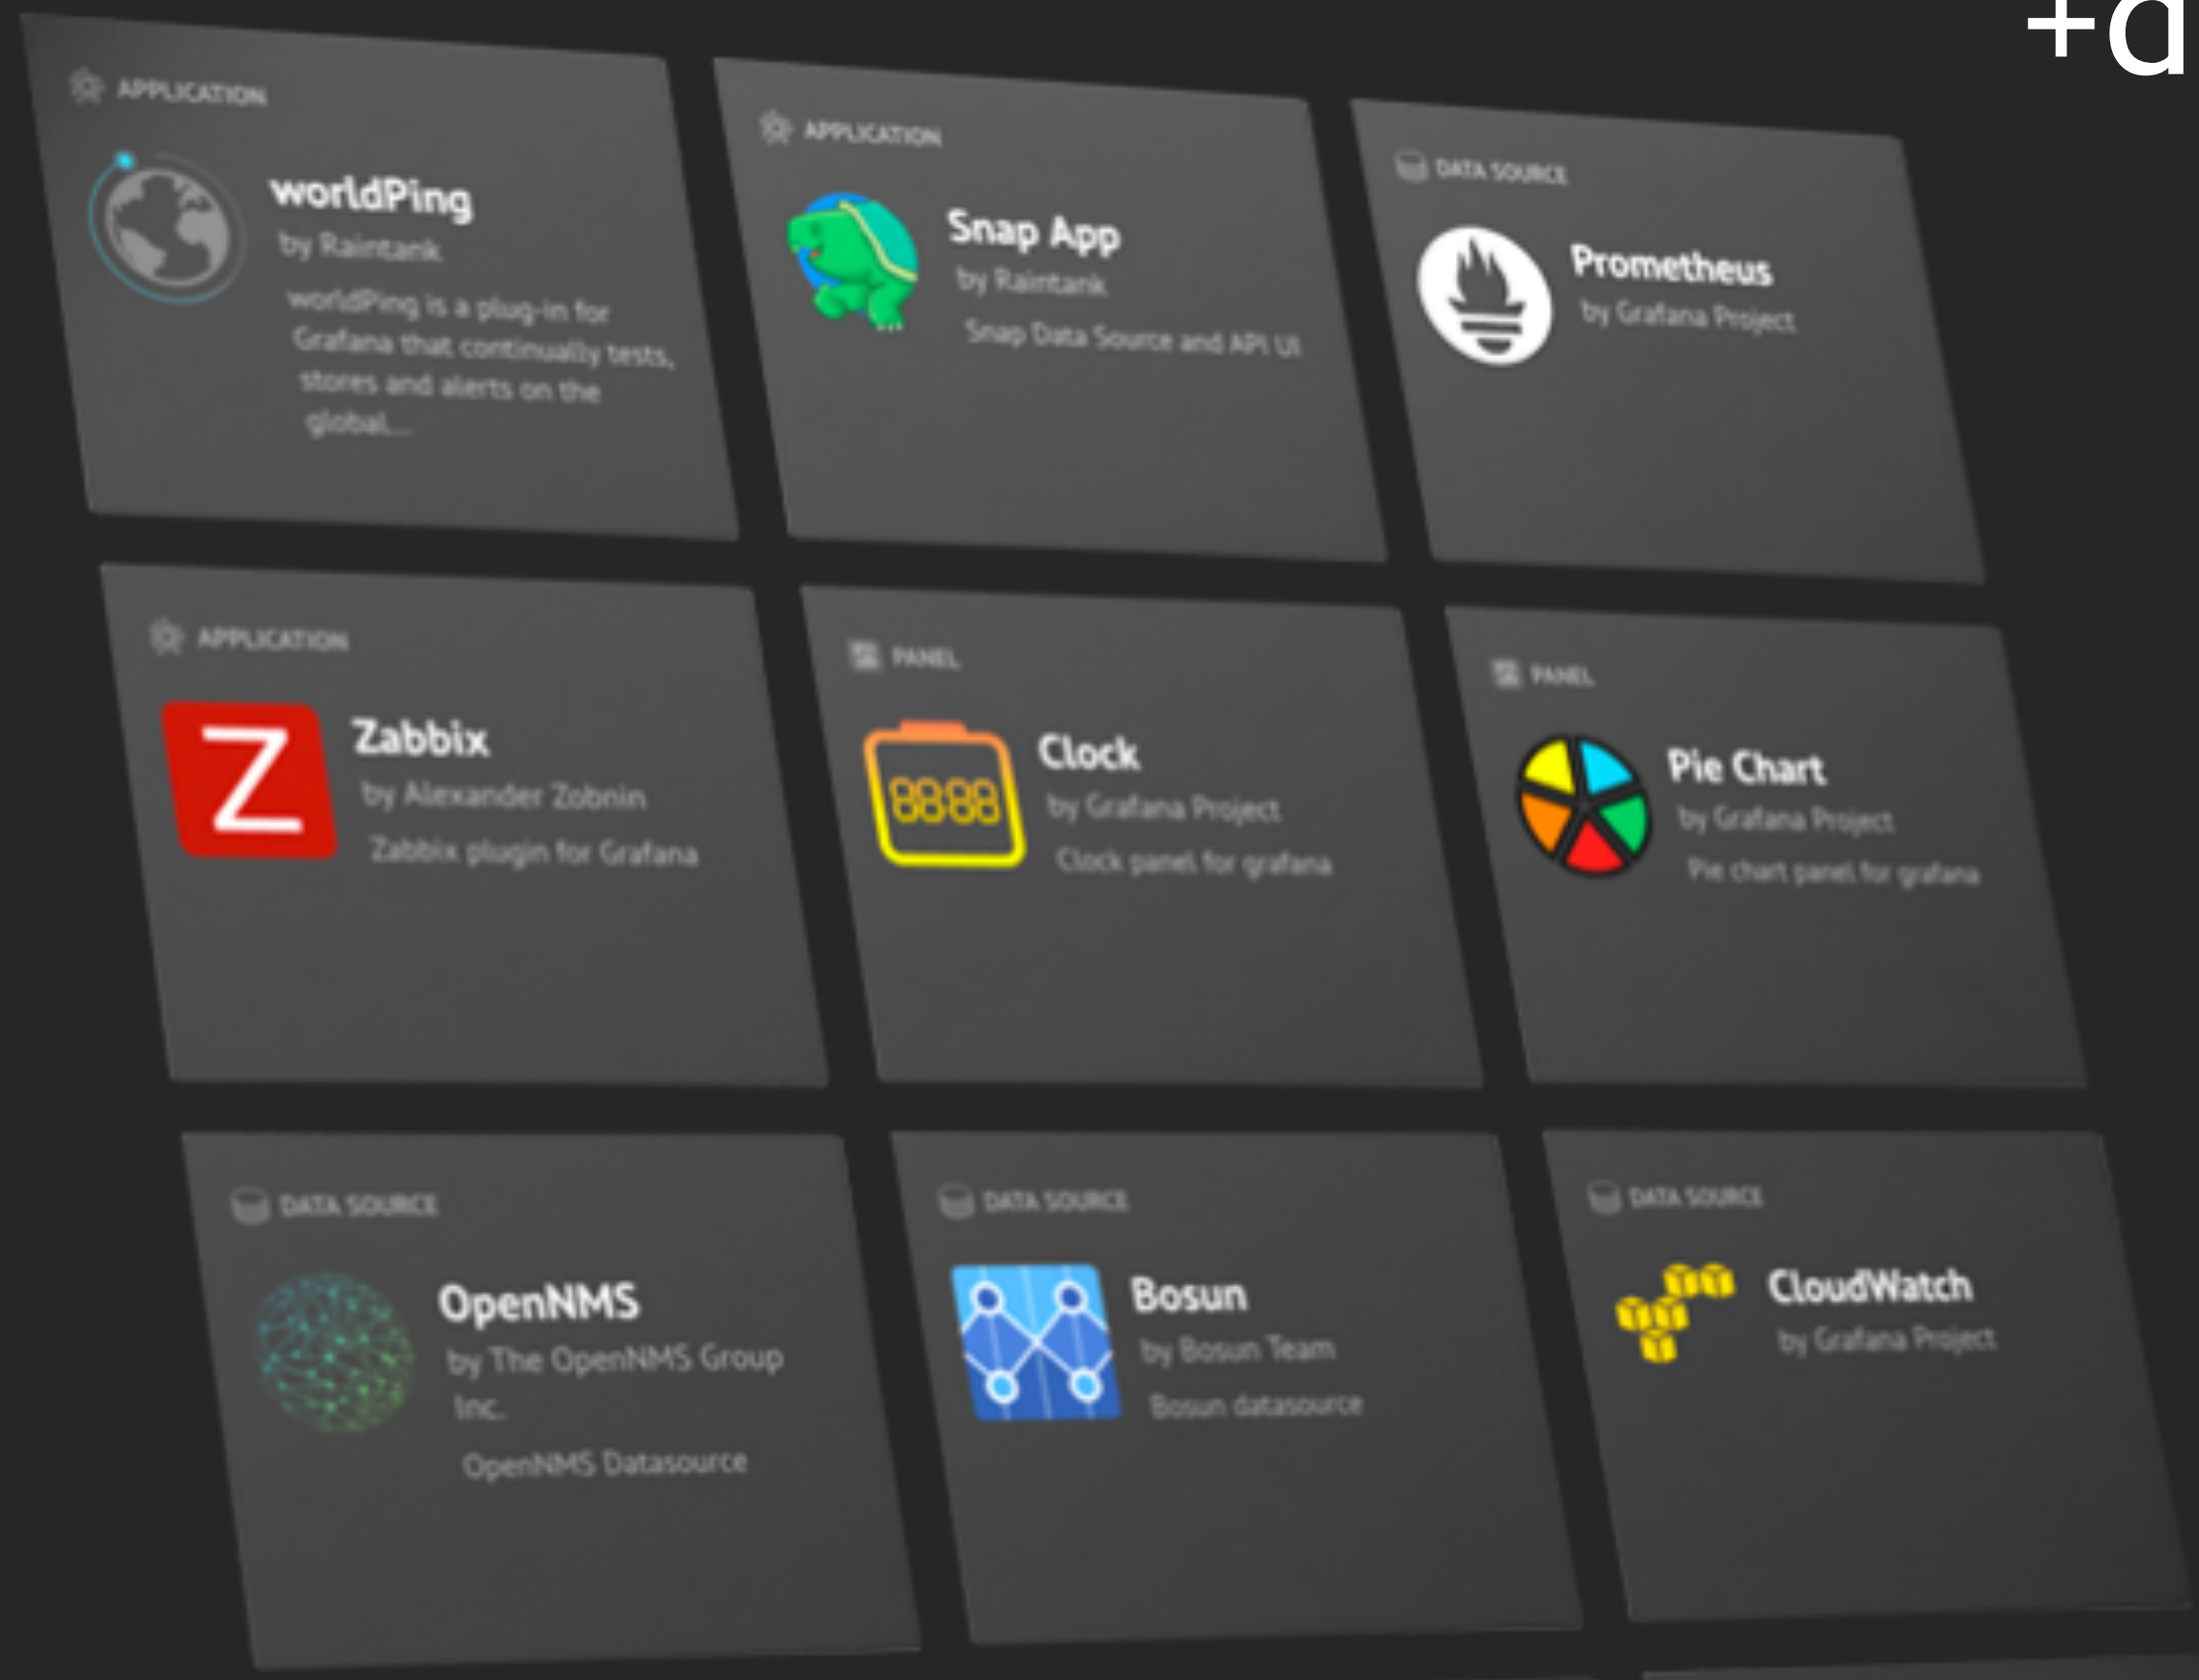 +d
APPLICATION
worldPing
by Raintank
worldPing is a plug-in for
Grafana that continually tests,
stores and alerts on the
global...
APPLICATION
Snap App
by Raintank
Snap Data Source and API UI
DATA SOURCE
Prometheus
by Grafana Project
APPLICATION
Z
Zabbix
by Alexander Zobnin
Zabbix plugin for Grafana
PANEL
88:88
Clock
by Grafana Project
Clock panel for grafana
PANEL
Pie Chart
by Grafana Project
Pie chart panel for grafana
DATA SOURCE
OpenNMS
by The OpenNMS Group
Inc.
OpenNMS Datasource
DATA SOURCE
Bosun
by Bosun Team
Bosun datasource
DATA SOURCE
CloudWatch
by Grafana Project